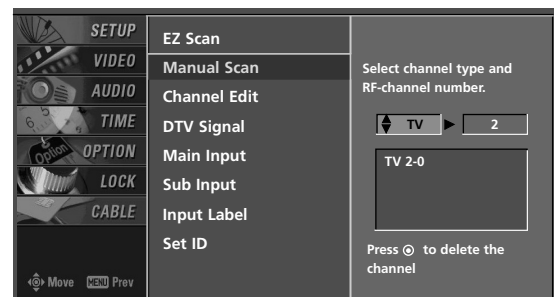 SETUP
VIDEO
AUDIO
TIME
OPTION
LOCK
CABLE
Move MENU Prev
EZ Scan
Manual Scan
Channel Edit
DTV Signal
Main Input
Sub Input
Input Label
Set ID
Select channel type and
RF-channel number.
TV 2
TV 2-0
Press to delete the
channel